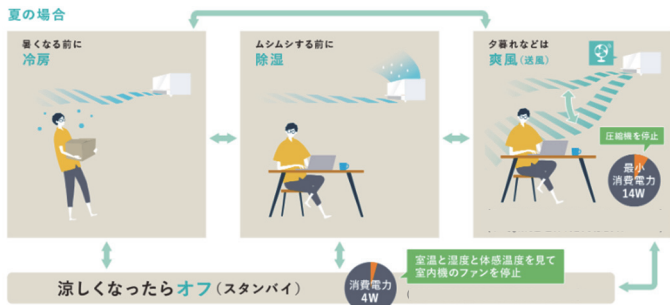 夏の場合
暑くなる前に
冷房
ムシムシする前に
除湿
夕暮れなどは
爽風(送風)
圧縮機を停止
最小
消費電力
14W
涼しくなったらオフ(スタンバイ)
消費電力
4W
室温と湿度と体感温度を見て
室内機のファンを停止
(